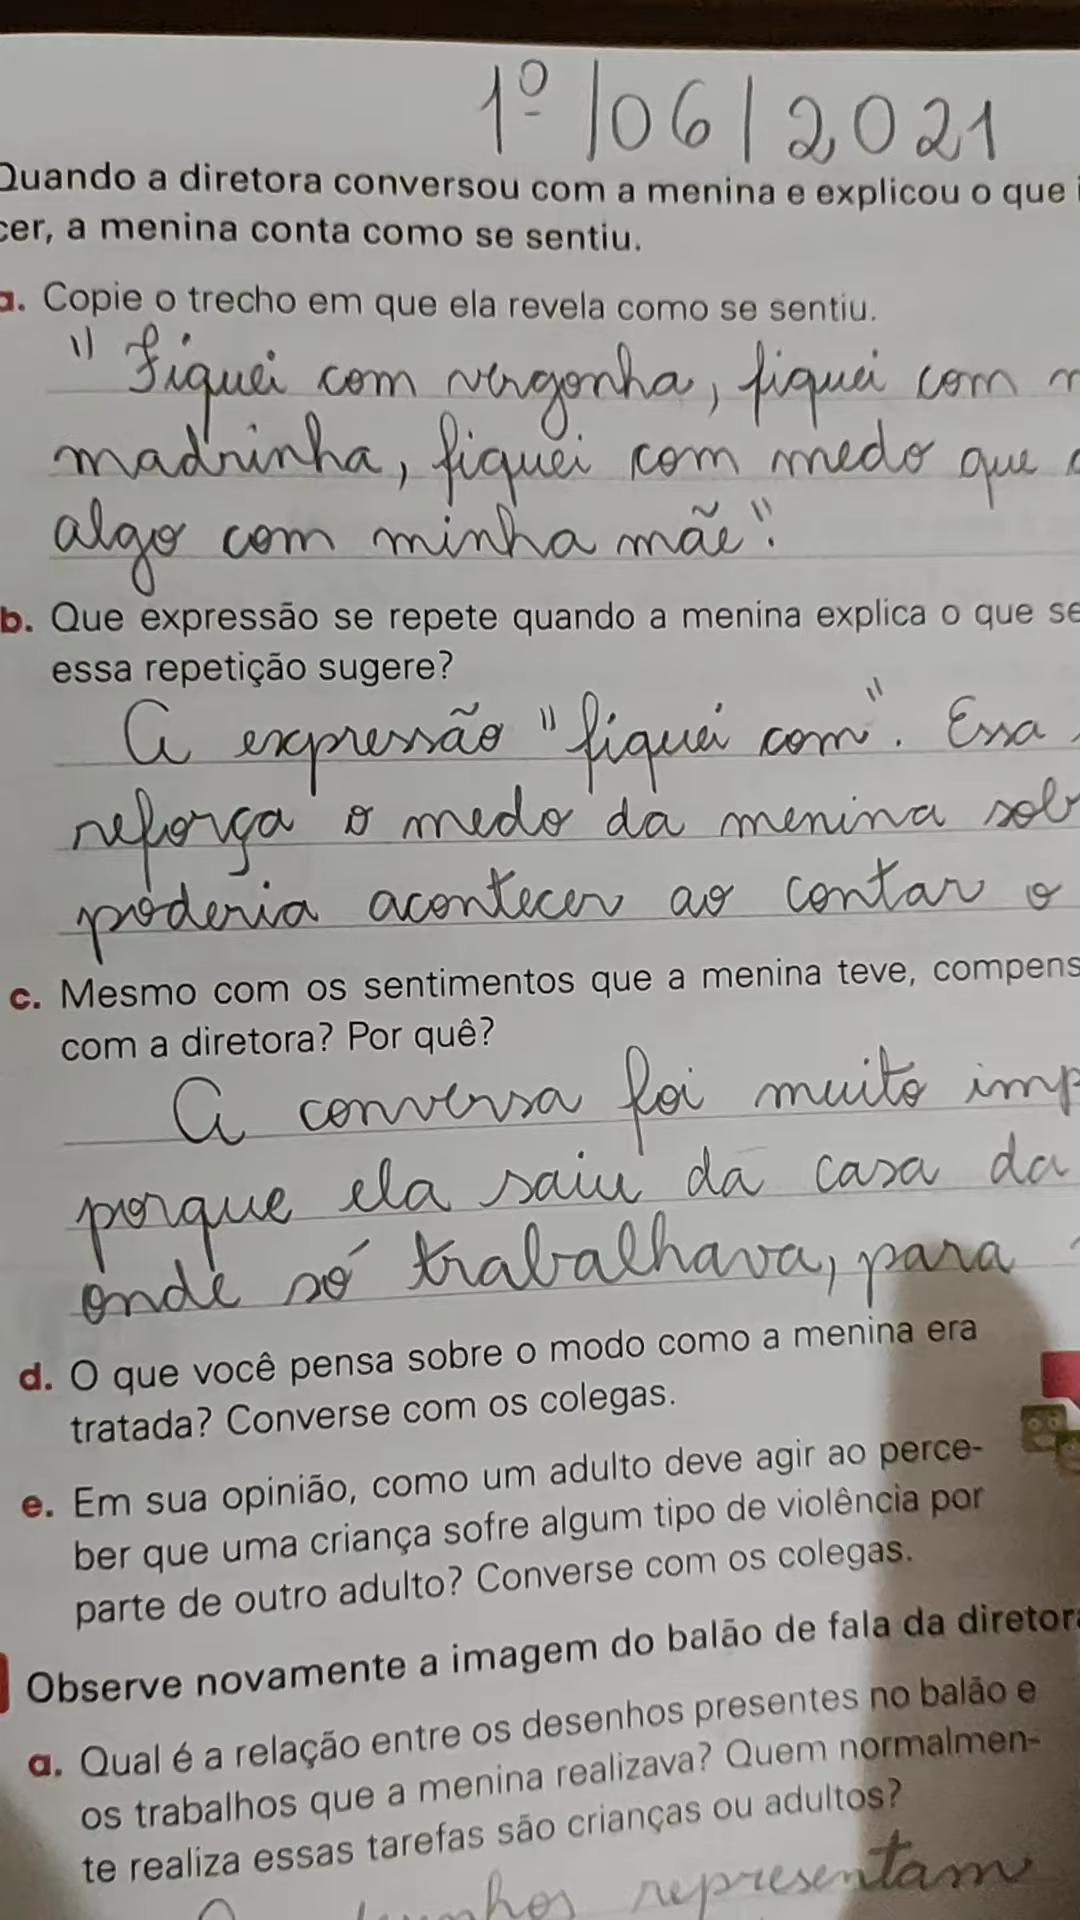 1º/06/2021
Quando a diretora conversou com a menina e explicou o que
cer, a menina conta como se sentiu.
a. Copie o trecho em que ela revela como se sentiu.
"Fiquei com vergonha, fiquei com
madrinha, fiquei com medo que
algo com minha mãe".
b. Que expressão se repete quando a menina explica o que se
essa repetição sugere?
A expressão "fiquei com". Essa
reforça o medo da menina sob
poderia acontecer ao contar o
c. Mesmo com os sentimentos que a menina teve, compens
com a diretora? Por quê?
A conversa foi muito imp
porque ela saiu da casa da
onde só trabalhava, para
d. O que você pensa sobre o modo como a menina era
tratada? Converse com os colegas.
e. Em sua opinião, como um adulto deve agir ao perce-
ber que uma criança sofre algum tipo de violência por
parte de outro adulto? Converse com os colegas.
Observe novamente a imagem do balão de fala da diretora
a. Qual é a relação entre os desenhos presentes no balão e
os trabalhos que a menina realizava? Quem normalmen-
te realiza essas tarefas são crianças ou adultos?
representam